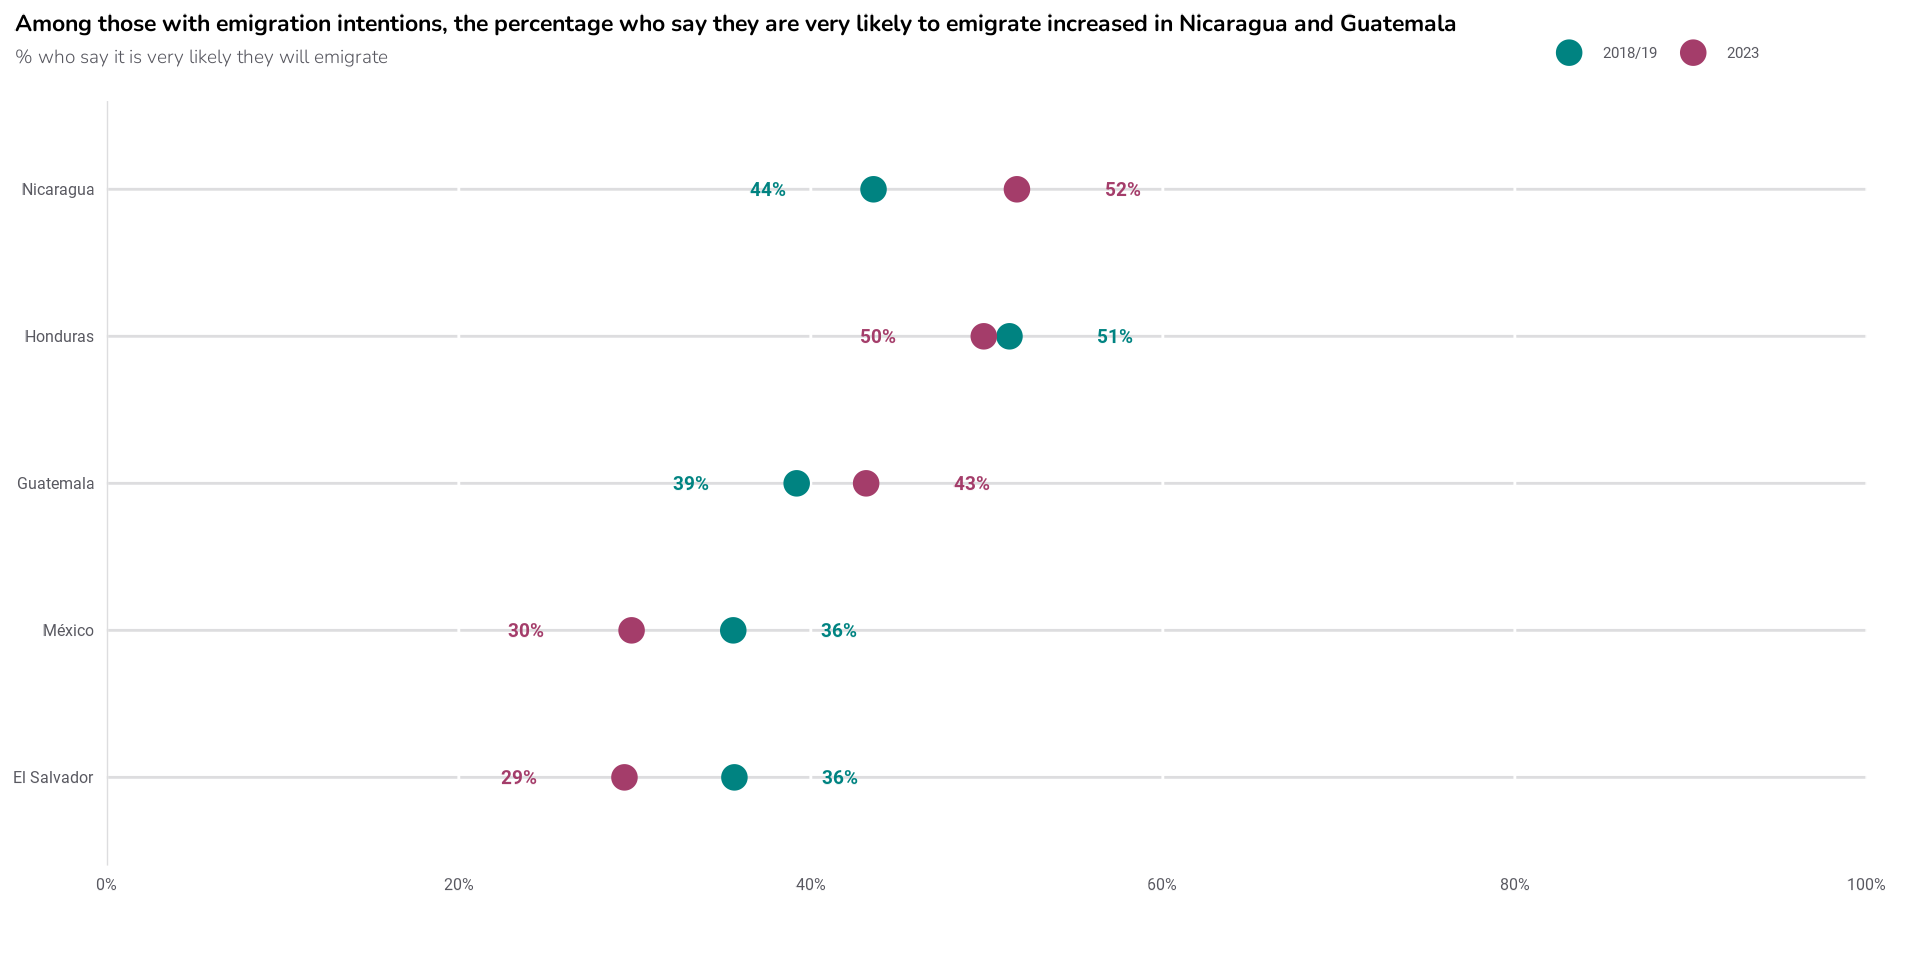 Among those with emigration intentions, the percentage who say they are very likely to emigrate increased in Nicaragua and Guatemala
% who say it is very likely they will emigrate
2018/19 2023
Nicaragua 44% 52%
Honduras 50% 51%
Guatemala 39% 43%
México 30% 36%
El Salvador 29% 36%
0% 20% 40% 60% 80% 100%